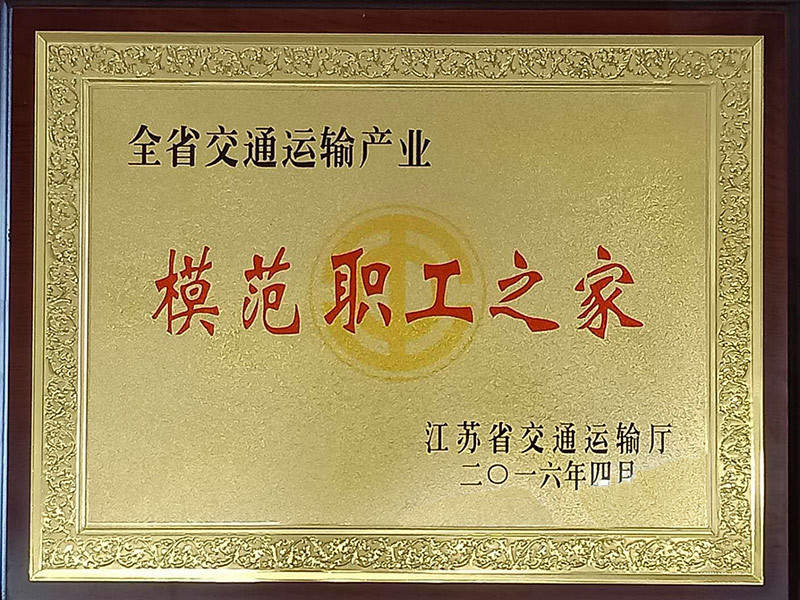 全省交通运输产业
模范职工之家
江苏省交通运输厅
二〇一六年四月